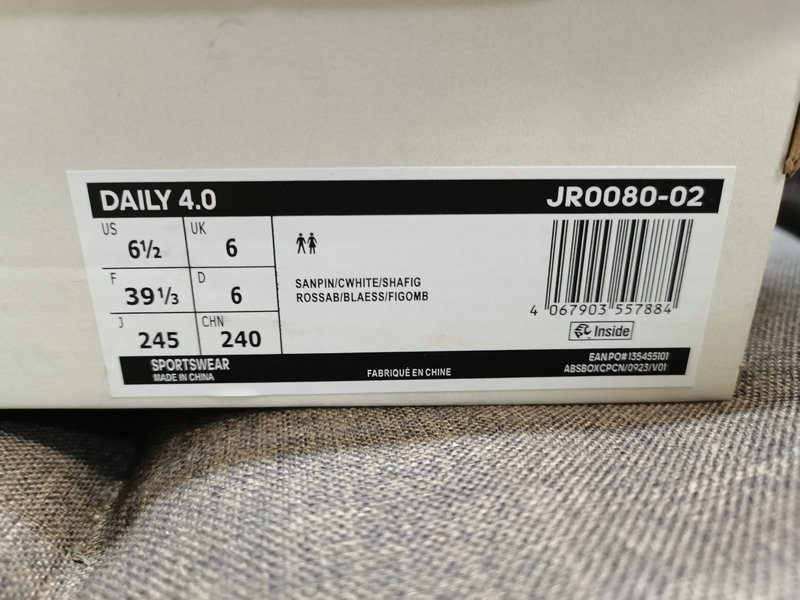 DAILY 4.0 JR0080-02
US 6½ UK 6
F 39⅓ D 6
J 245 CHN 240
SANPIN/CWHITE/SHAFIG
ROSSAB/BLAESS/FIGOMB
4 067903 557884
Inside
SPORTSWEAR
MADE IN CHINA
FABRIQUÉ EN CHINE
EAN PO# 135455101
ABSBOXCPCN/0923/V01